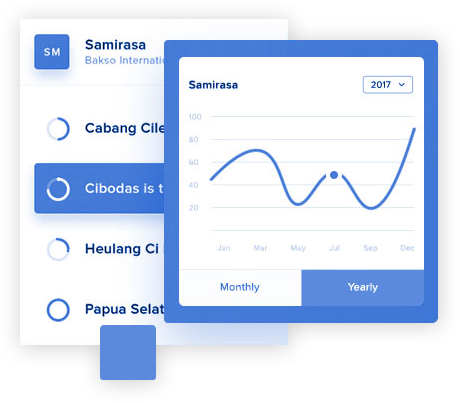 SM
Samirasa
Bakso Internati
Cabang Cile
Cibodas is t
Heulang Ci
Papua Selat
Samirasa
2017
100
80
60
40
20
Jan Mar May Jul Sep Dec
Monthly Yearly